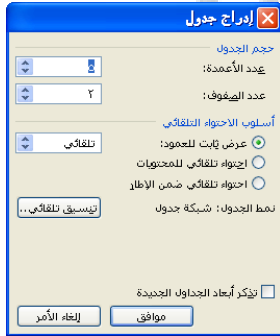 إدراج جدول
حجم الجدول
عدد الأعمدة: ٥
عدد الصفوف: ٢
أسلوب الاحتواء التلقائي
عرض ثابت للعمود: تلقائي
احتواء تلقائي للمحتويات
احتواء تلقائي ضمن الإطار
نمط الجدول: شبكة جدول تنسيق تلقائي..
تذكر أبعاد الجداول الجديدة
موافق إلغاء الأمر